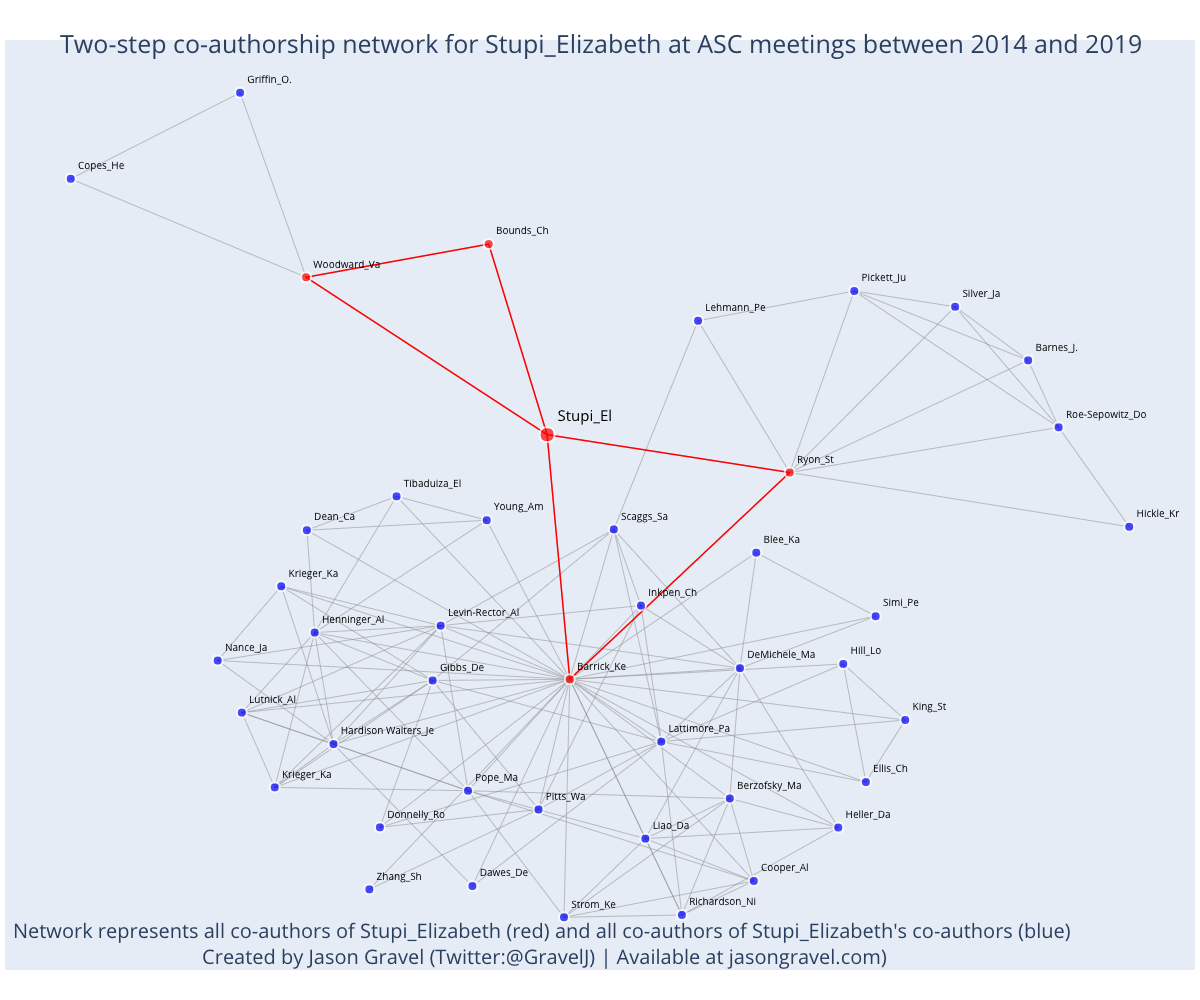 Two-step co-authorship network for Stupi_Elizabeth at ASC meetings between 2014 and 2019
Griffin_O.
Copes_He
Bounds_Ch
Woodward_Va
Pickett_Ju
Silver_Ja
Lehmann_Pe
Barnes_J.
Stupi_El
Roe-Sepowitz_Do
Ryon_St
Tibaduiza_El
Young_Am
Dean_Ca
Scaggs_Sa
Hickle_Kr
Blee_Ka
Krieger_Ka
Inkpen_Ch
Simi_Pe
Levin-Rector_Al
Henninger_Al
Nance_Ja
DeMichele_Ma
Hill_Lo
Gibbs_De
Barrick_Ke
Lutnick_Al
King_St
Hardison Walters_Je
Lattimore_Pa
Krieger_Ka
Ellis_Ch
Pope_Ma
Berzofsky_Ma
Pitts_Wa
Donnelly_Ro
Liao_Da
Heller_Da
Cooper_Al
Zhang_Sh
Dawes_De
Strom_Ke
Richardson_Ni
Network represents all co-authors of Stupi_Elizabeth (red) and all co-authors of Stupi_Elizabeth's co-authors (blue)
Created by Jason Gravel (Twitter:@GravelJ) | Available at jasongravel.com)